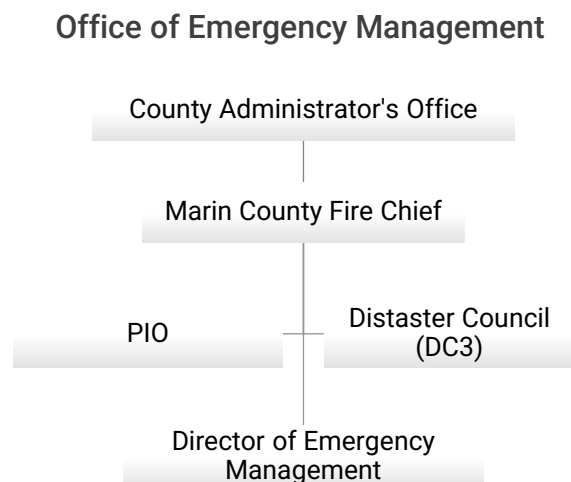 Office of Emergency Management
County Administrator's Office
Marin County Fire Chief
PIO
Distaster Council
(DC3)
Director of Emergency
Management